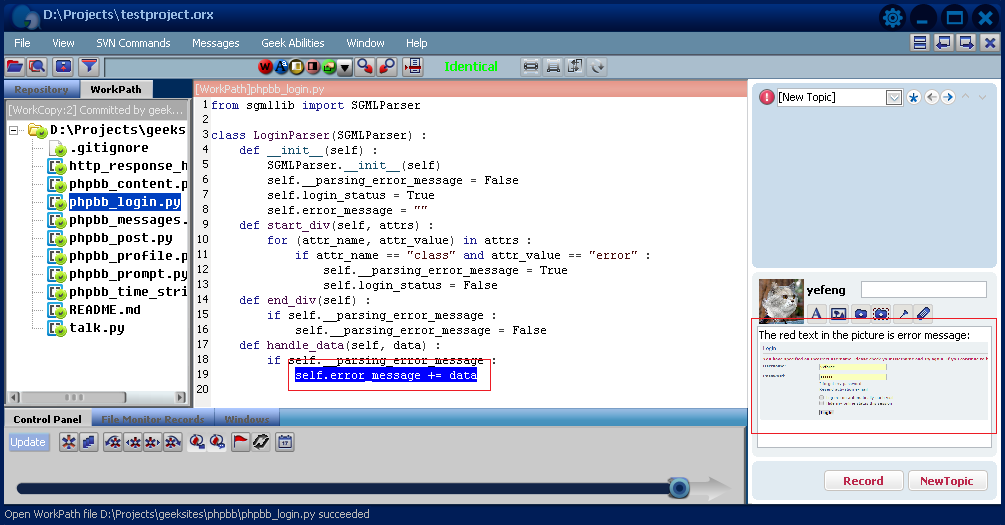 D:\Projects\testproject.orx
File View SVN Commands Messages Geek Abilities Window Help
Identical
Repository WorkPath
[WorkCopy:2] Committed by geek...
D:\Projects\geeks
.gitignore
http_response_h
phpbb_content.p
phpbb_login.py
phpbb_messages.
phpbb_post.py
phpbb_profile.p
phpbb_prompt.py
phpbb_time_stri
README.md
talk.py
[WorkPath]phpbb_login.py
1 from sgmllib import SGMLParser
2
3 class LoginParser(SGMLParser) :
4 def __init__(self) :
5 SGMLParser.__init__(self)
6 self.__parsing_error_message = False
7 self.login_status = True
8 self.error_message = ""
9 def start_div(self, attrs) :
10 for (attr_name, attr_value) in attrs :
11 if attr_name == "class" and attr_value == "error" :
12 self.__parsing_error_message = True
13 self.login_status = False
14 def end_div(self) :
15 if self.__parsing_error_message :
16 self.__parsing_error_message = False
17 def handle_data(self, data) :
18 if self.__parsing_error_message :
19 self.error_message += data
20
[New Topic]
yefeng
The red text in the picture is error message:
Login
Record NewTopic
Control Panel File Monitor Records Windows
Update
17
Open WorkPath file D:\Projects\geeksites\phpbb\phpbb_login.py succeeded